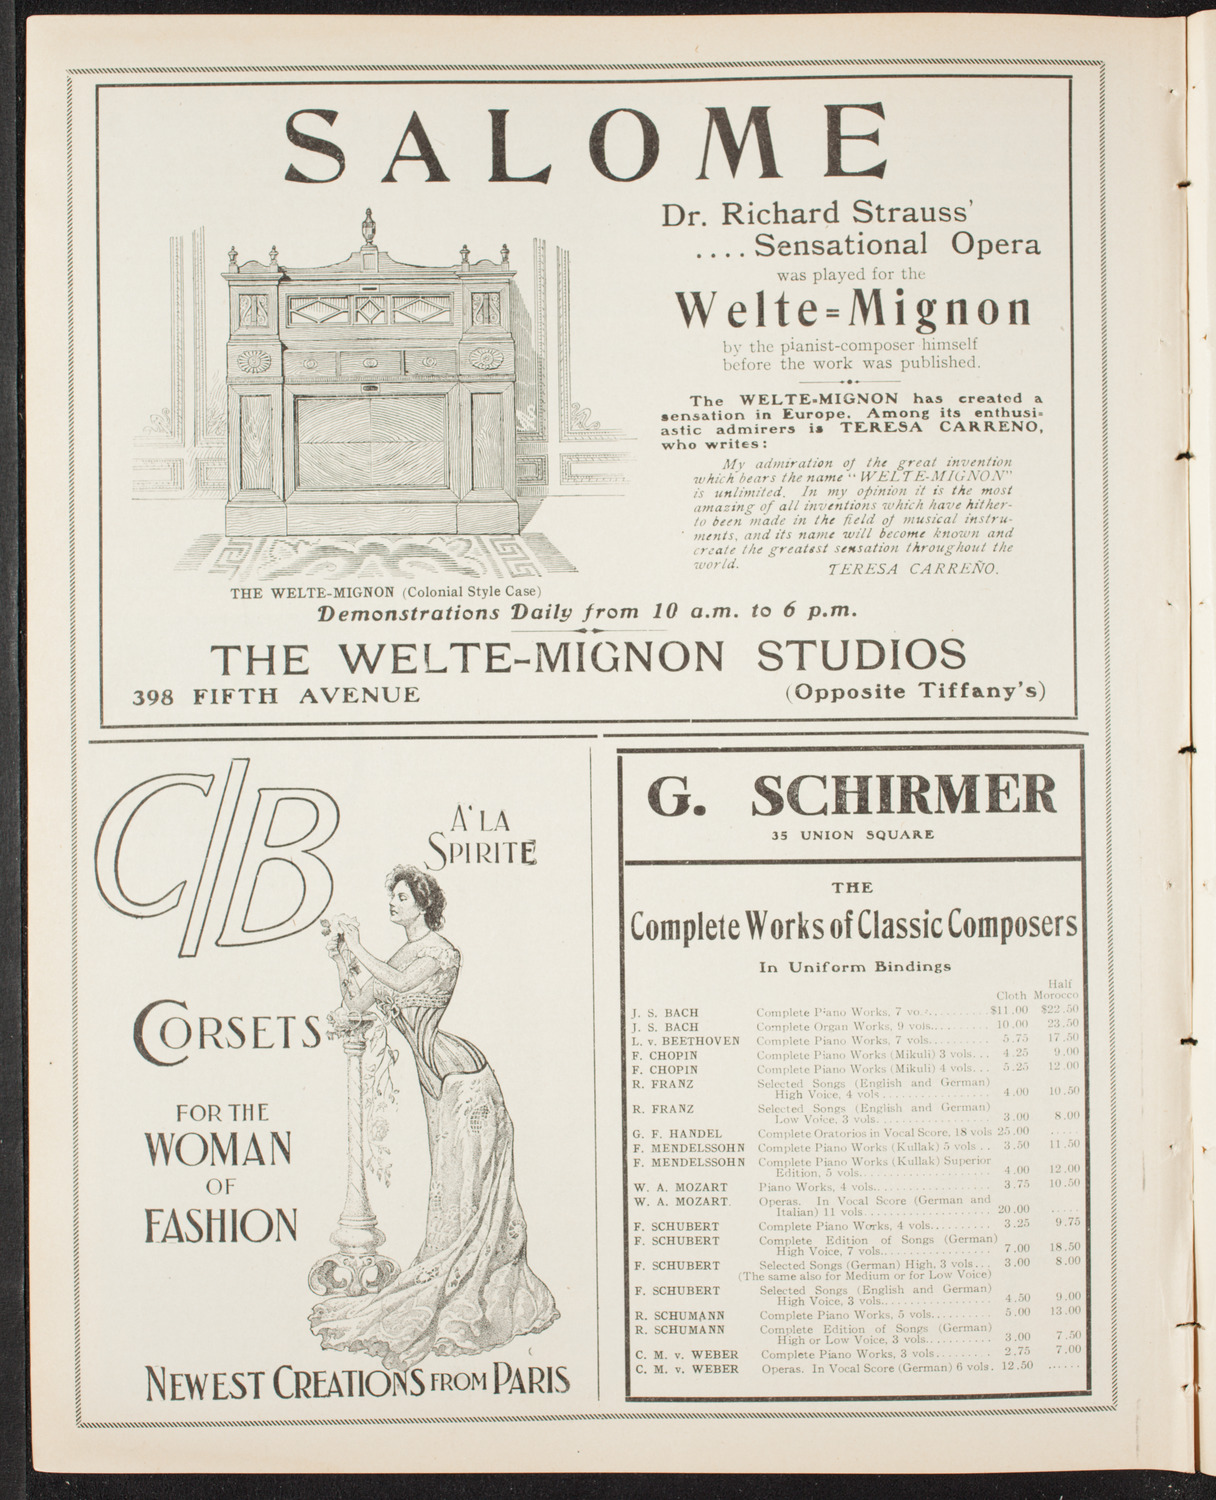 SALOME
Dr. Richard Strauss'
.... Sensational Opera
was played for the
Welte=Mignon
by the pianist-composer himself
before the work was published.
The WELTE=MIGNON has created a
sensation in Europe. Among its enthusi=
astic admirers is TERESA CARRENO,
who writes:
My admiration of the great invention
which bears the name "WELTE-MIGNON"
is unlimited. In my opinion it is the most
amazing of all inventions which have hither-
to been made in the field of musical instru-
ments, and its name will become known and
create the greatest sensation throughout the
world. TERESA CARREÑO.
THE WELTE-MIGNON (Colonial Style Case)
Demonstrations Daily from 10 a.m. to 6 p.m.
THE WELTE-MIGNON STUDIOS
398 FIFTH AVENUE (Opposite Tiffany's)
C/B
A' LA
SPIRITE
CORSETS
FOR THE
WOMAN
OF
FASHION
NEWEST CREATIONS FROM PARIS
G. SCHIRMER
35 UNION SQUARE
THE
Complete Works of Classic Composers
In Uniform Bindings
Half
Cloth Morocco
J. S. BACH Complete Piano Works, 7 vo........... $11.00 $22.50
J. S. BACH Complete Organ Works, 9 vols.......... 10.00 23.50
L. v. BEETHOVEN Complete Piano Works, 7 vols.......... 5.75 17.50
F. CHOPIN Complete Piano Works (Mikuli) 3 vols... 4.25 9.00
F. CHOPIN Complete Piano Works (Mikuli) 4 vols... 5.25 12.00
R. FRANZ Selected Songs (English and German)
High Voice, 4 vols................. 4.00 10.50
R. FRANZ Selected Songs (English and German)
Low Voice, 3 vols.................. 3.00 8.00
G. F. HANDEL Complete Oratorios in Vocal Score, 18 vols 25.00 .....
F. MENDELSSOHN Complete Piano Works (Kullak) 5 vols .. 3.50 11.50
F. MENDELSSOHN Complete Piano Works (Kullak) Superior
Edition, 5 vols.................... 4.00 12.00
W. A. MOZART Piano Works, 4 vols.................. 3.75 10.50
W. A. MOZART. Operas. In Vocal Score (German and
Italian) 11 vols................... 20.00 .....
F. SCHUBERT Complete Piano Works, 4 vols.......... 3.25 9.75
F. SCHUBERT Complete Edition of Songs (German)
High Voice, 7 vols................. 7.00 18.50
F. SCHUBERT Selected Songs (German) High, 3 vols... 3.00 8.00
(The same also for Medium or for Low Voice)
F. SCHUBERT Selected Songs (English and German)
High Voice, 3 vols................. 4.50 9.00
R. SCHUMANN Complete Piano Works, 5 vols.......... 5.00 13.00
R. SCHUMANN Complete Edition of Songs (German)
High or Low Voice, 3 vols.......... 3.00 7.50
C. M. v. WEBER Complete Piano Works, 3 vols......... 2.75 7.00
C. M. v. WEBER Operas. In Vocal Score (German) 6 vols. 12.50 ......